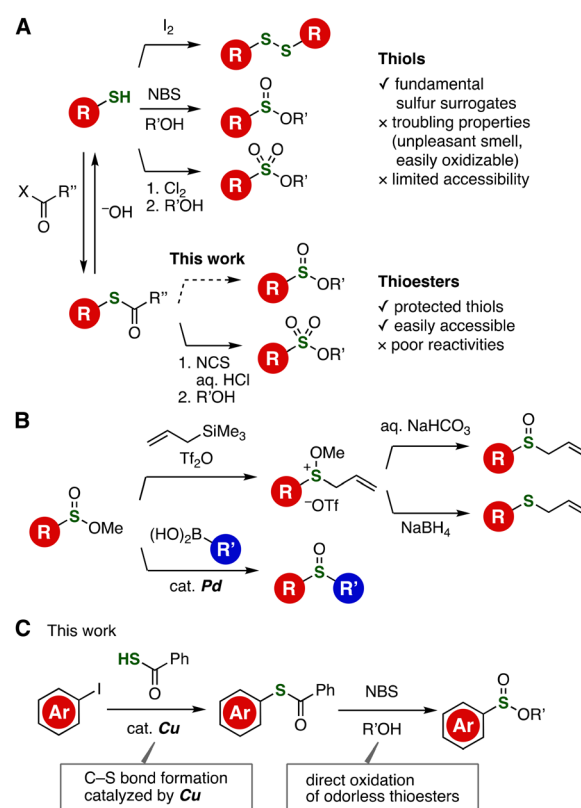 A
I2
R
S
S
R
R
SH
NBS
R'OH
R
O
S
OR'
1. Cl2
2. R'OH
R
O O
S
OR'
Thiols
✓ fundamental
sulfur surrogates
× troubling properties
(unpleasant smell,
easily oxidizable)
× limited accessibility
X
R"
O
−OH
This work
R
S
R"
O
R
O
S
OR'
1. NCS
aq. HCl
2. R'OH
R
O O
S
OR'
Thioesters
✓ protected thiols
✓ easily accessible
× poor reactivities
B
R
O
S
OMe
SiMe3
Tf2O
R
OMe
+
S
−OTf
aq. NaHCO3
R
O
S
NaBH4
R
S
(HO)2B
R'
cat. Pd
R
O
S
R'
C This work
Ar
I
HS
Ph
O
cat. Cu
Ar
S
Ph
O
NBS
R'OH
Ar
O
S
OR'
C–S bond formation
catalyzed by Cu
direct oxidation
of odorless thioesters